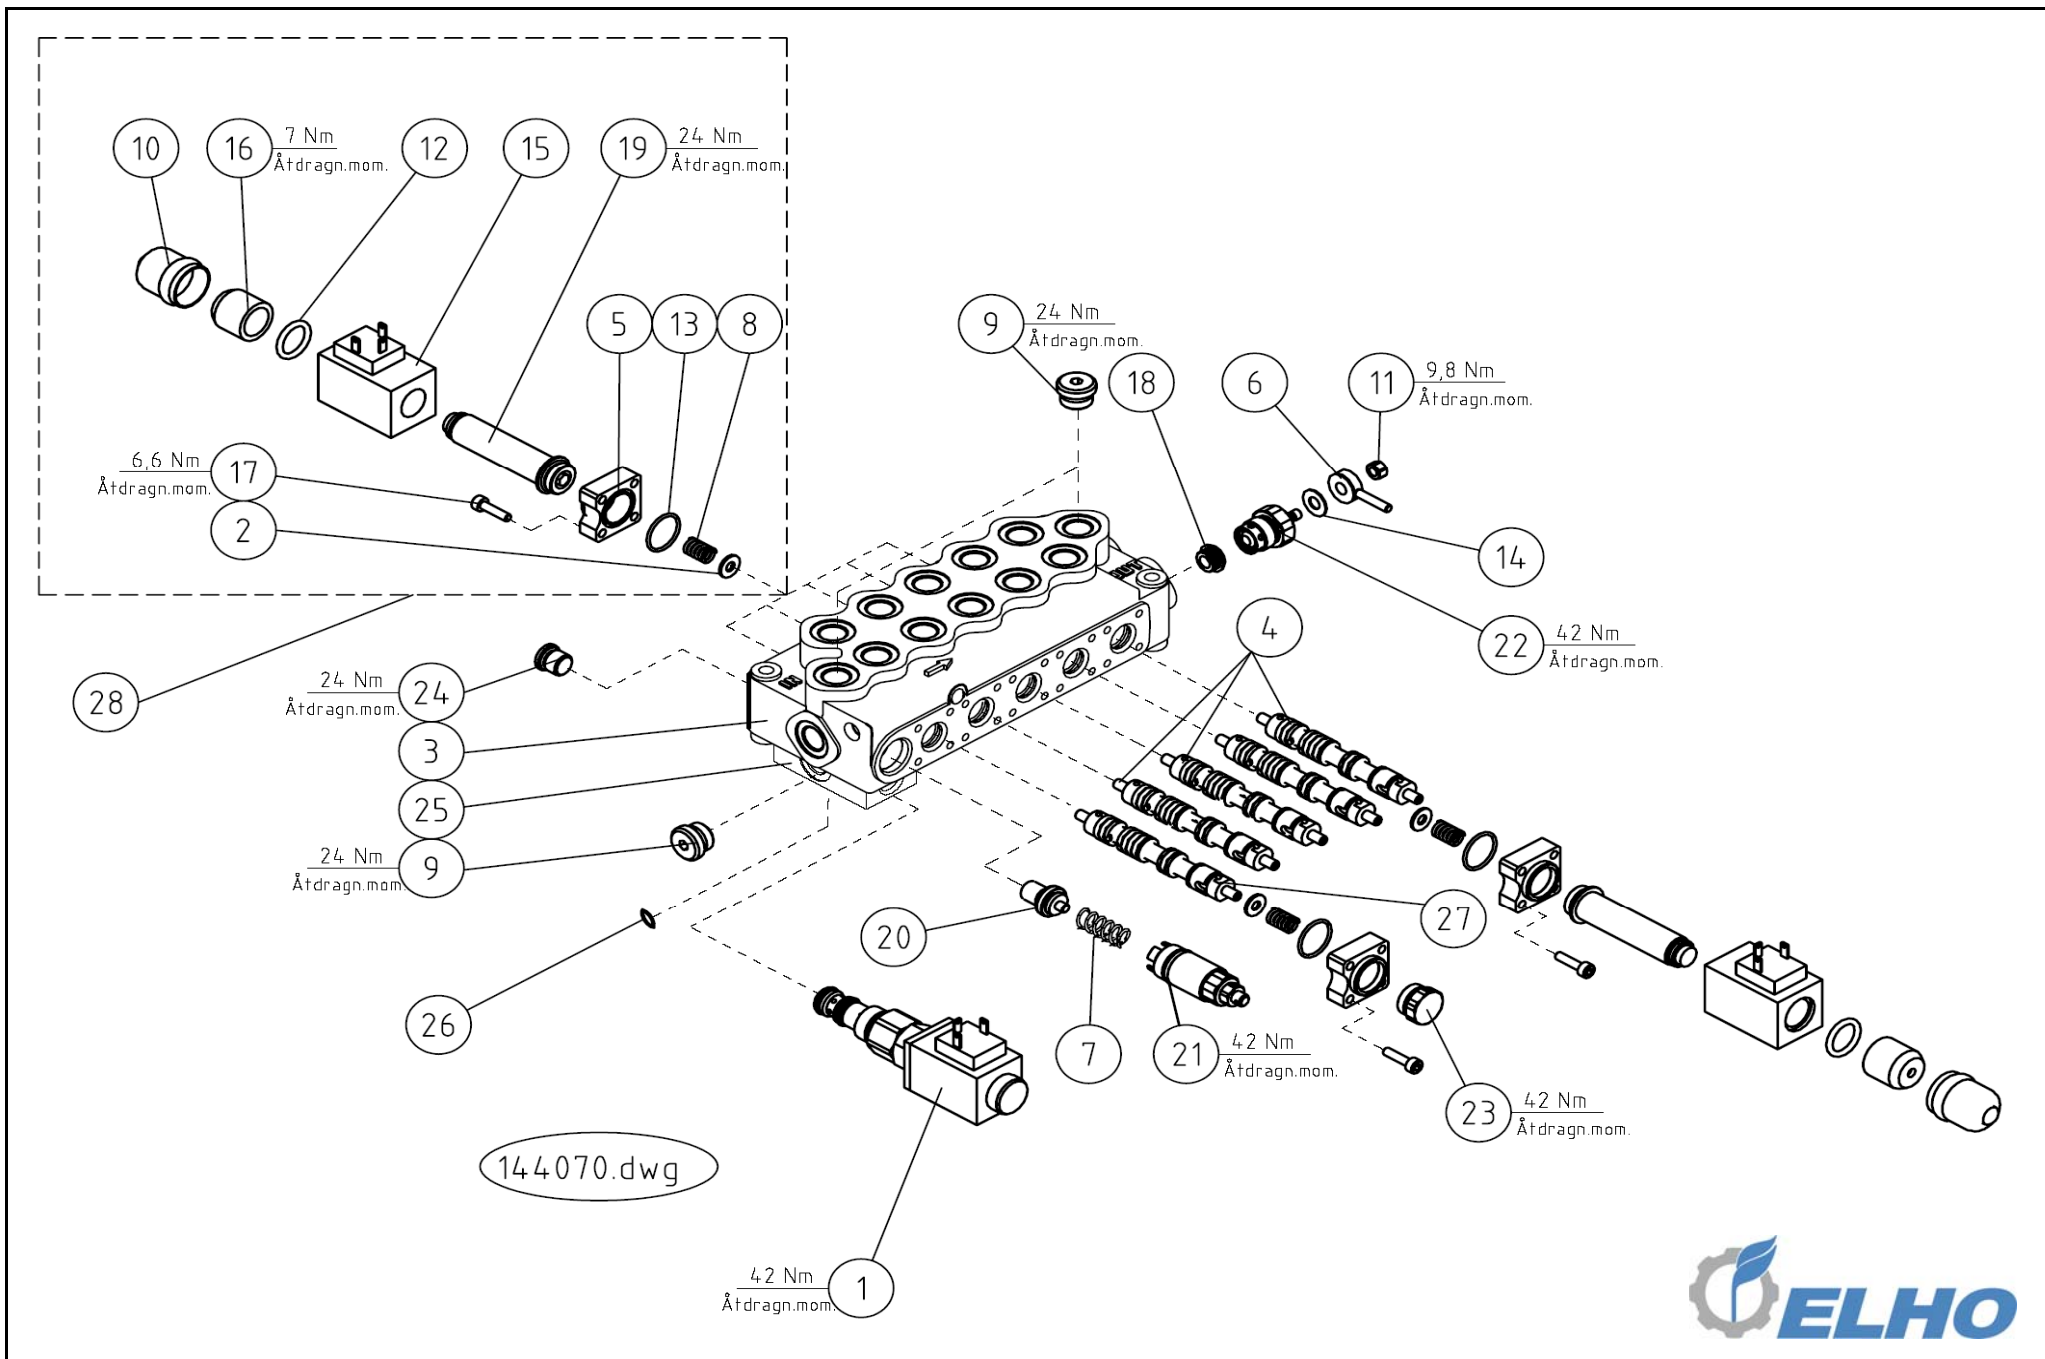 10
16
7 Nm
Åtdragn.mom.
12
15
19
24 Nm
Åtdragn.mom.
5
13
8
9
24 Nm
Åtdragn.mom.
18
6
11
9,8 Nm
Åtdragn.mom.
6,6 Nm
Åtdragn.mom.
17
2
14
4
22
42 Nm
Åtdragn.mom.
28
24 Nm
Åtdragn.mom.
24
3
25
24 Nm
Åtdragn.mom.
9
26
20
27
7
21
42 Nm
Åtdragn.mom.
23
42 Nm
Åtdragn.mom.
144070.dwg
42 Nm
Åtdragn.mom.
1
ELHO